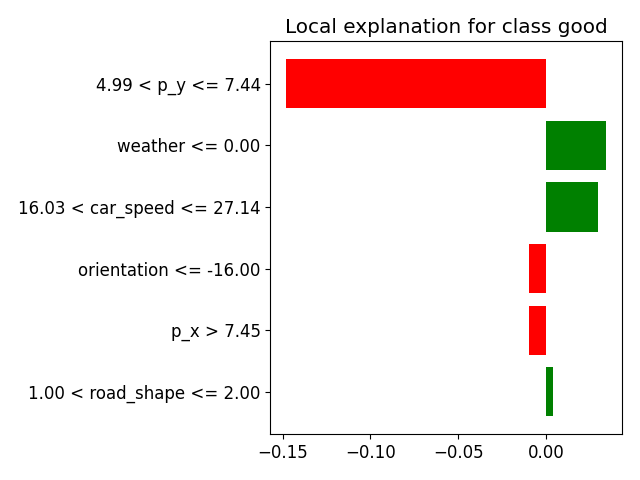 Local explanation for class good
4.99 < p_y <= 7.44
weather <= 0.00
16.03 < car_speed <= 27.14
orientation <= -16.00
p_x > 7.45
1.00 < road_shape <= 2.00
−0.15 −0.10 −0.05 0.00